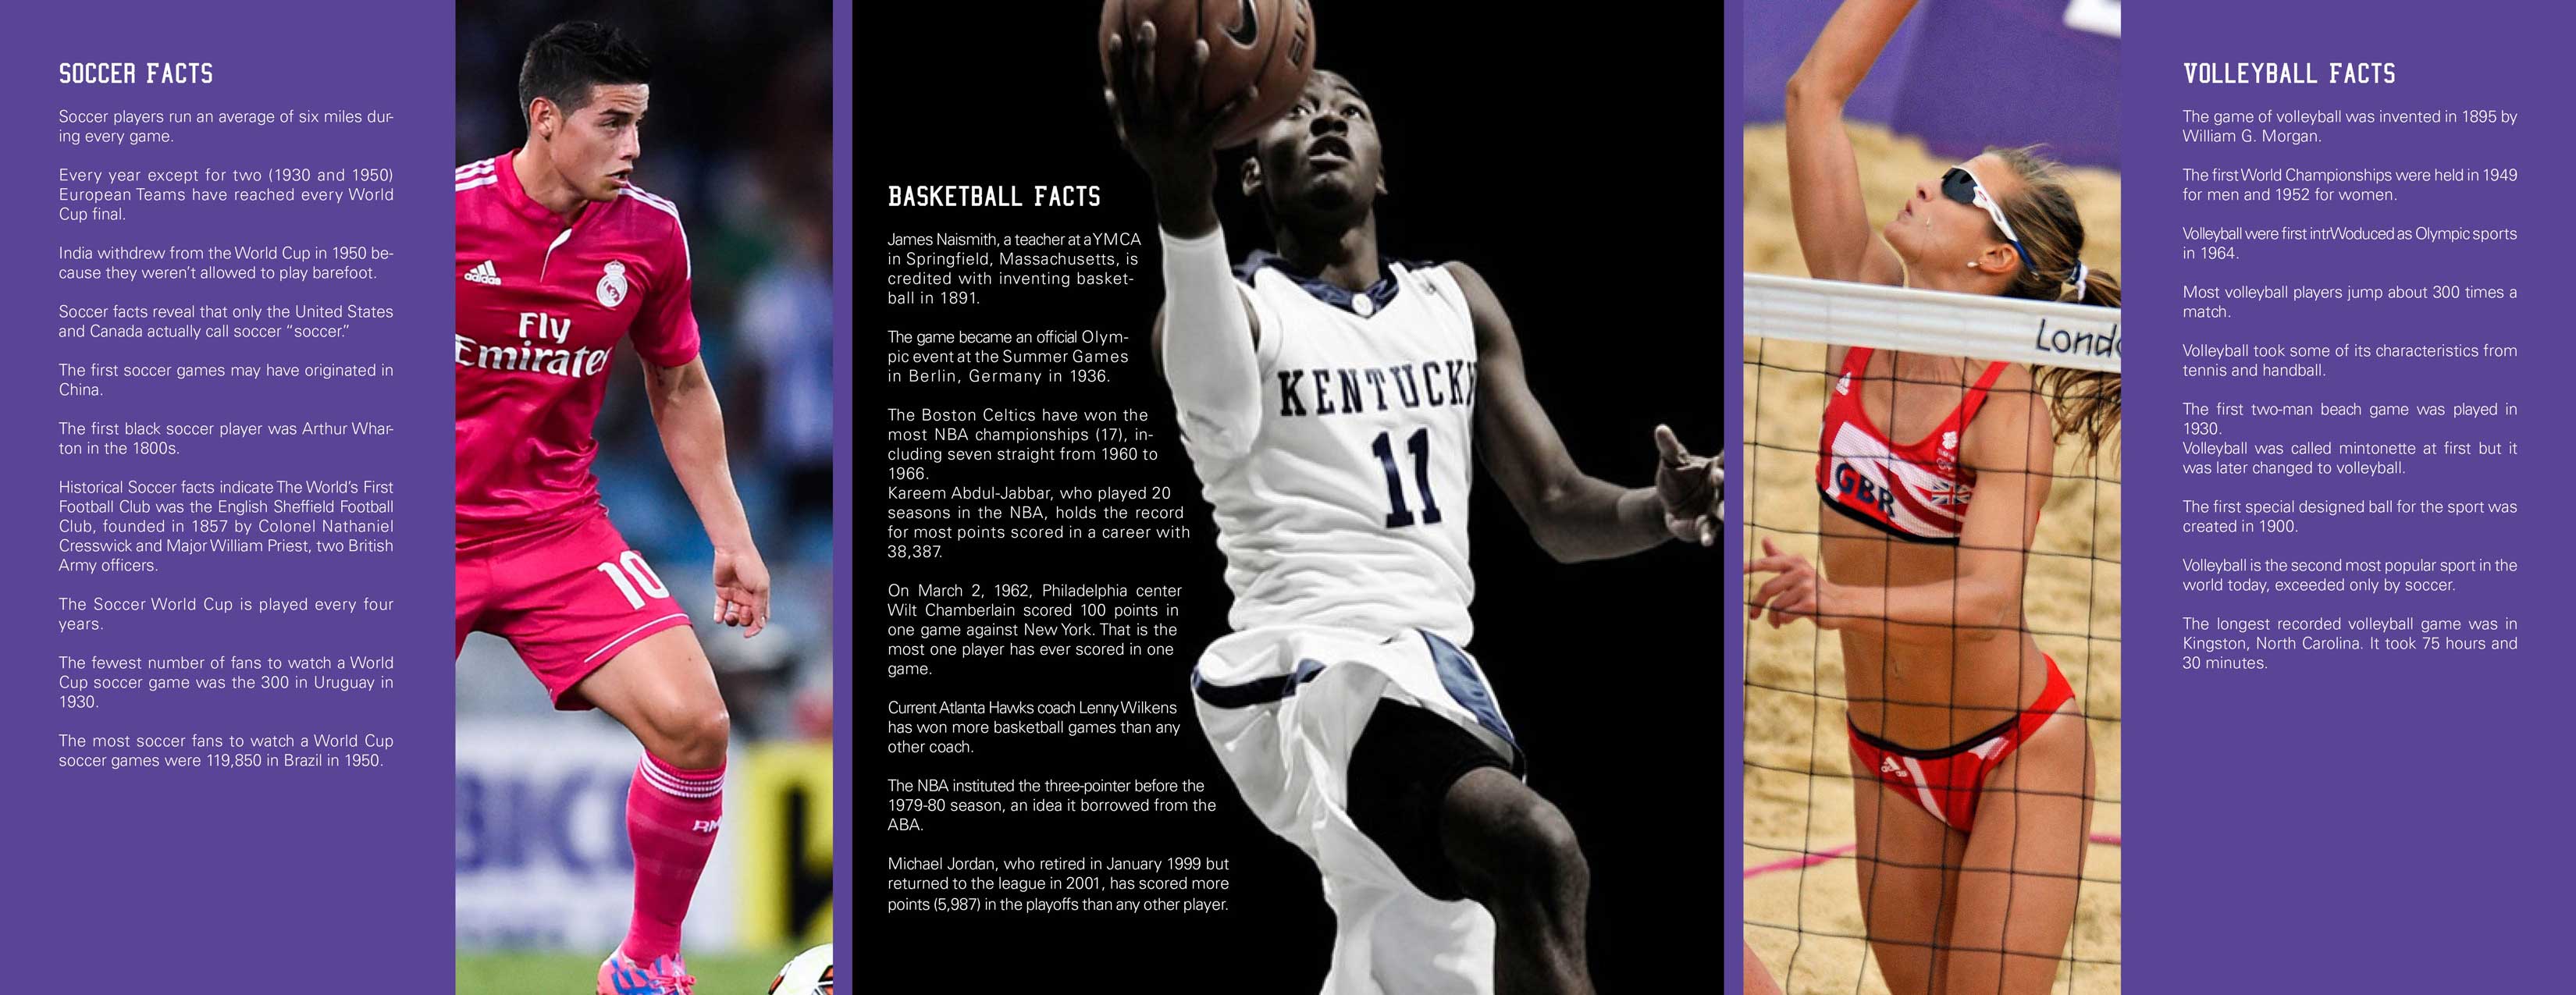 SOCCER FACTS
Soccer players run an average of six miles dur-
ing every game.
Every year except for two (1930 and 1950)
European Teams have reached every World
Cup final.
India withdrew from the World Cup in 1950 be-
cause they weren't allowed to play barefoot.
Soccer facts reveal that only the United States
and Canada actually call soccer “soccer.”
The first soccer games may have originated in
China.
The first black soccer player was Arthur Whar-
ton in the 1800s.
Historical Soccer facts indicate The World's First
Football Club was the English Sheffield Football
Club, founded in 1857 by Colonel Nathaniel
Cresswick and Major William Priest, two British
Army officers.
The Soccer World Cup is played every four
years.
The fewest number of fans to watch a World
Cup soccer game was the 300 in Uruguay in
1930.
The most soccer fans to watch a World Cup
soccer games were 119,850 in Brazil in 1950.
adidas
Fly
Emirates
10
RM
BASKETBALL FACTS
James Naismith, a teacher at a YMCA
in Springfield, Massachusetts, is
credited with inventing basket-
ball in 1891.
The game became an official Olym-
pic event at the Summer Games
in Berlin, Germany in 1936.
The Boston Celtics have won the
most NBA championships (17), in-
cluding seven straight from 1960 to
1966.
Kareem Abdul-Jabbar, who played 20
seasons in the NBA, holds the record
for most points scored in a career with
38,387.
On March 2, 1962, Philadelphia center
Wilt Chamberlain scored 100 points in
one game against New York. That is the
most one player has ever scored in one
game.
Current Atlanta Hawks coach Lenny Wilkens
has won more basketball games than any
other coach.
The NBA instituted the three-pointer before the
1979-80 season, an idea it borrowed from the
ABA.
Michael Jordan, who retired in January 1999 but
returned to the league in 2001, has scored more
points (5,987) in the playoffs than any other player.
KENTUCKY
11
Londo
GBR
VOLLEYBALL FACTS
The game of volleyball was invented in 1895 by
William G. Morgan.
The first World Championships were held in 1949
for men and 1952 for women.
Volleyball were first intrWoduced as Olympic sports
in 1964.
Most volleyball players jump about 300 times a
match.
Volleyball took some of its characteristics from
tennis and handball.
The first two-man beach game was played in
1930.
Volleyball was called mintonette at first but it
was later changed to volleyball.
The first special designed ball for the sport was
created in 1900.
Volleyball is the second most popular sport in the
world today, exceeded only by soccer.
The longest recorded volleyball game was in
Kingston, North Carolina. It took 75 hours and
30 minutes.